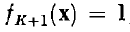 f_{K+1}(𝐱) = 1